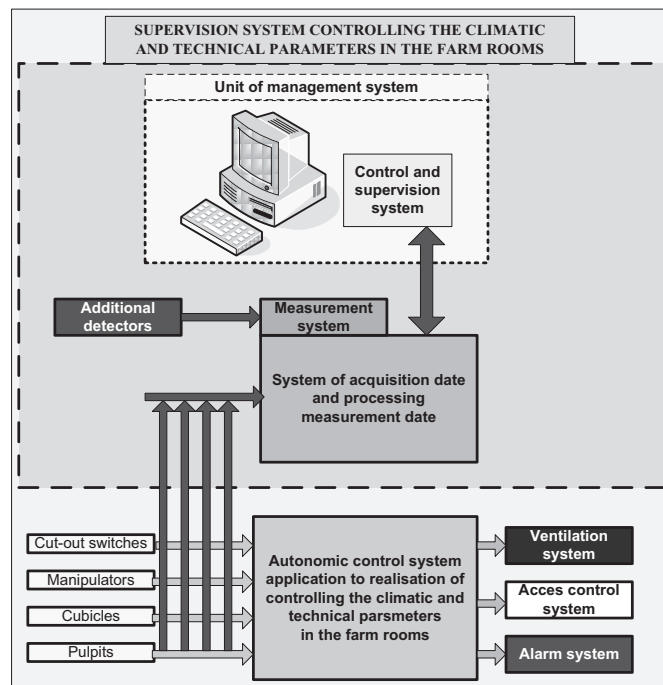 SUPERVISION SYSTEM CONTROLLING THE CLIMATIC
AND TECHNICAL PARAMETERS IN THE FARM ROOMS
Unit of management system
Control and
supervision
system
Additional
detectors
Measurement
system
System of acquisition date
and processing
measurement date
Cut-out switches
Manipulators
Cubicles
Pulpits
Autonomic control system
application to realisation of
controlling the climatic and
technical parsmeters
in the farm rooms
Ventilation
system
Acces control
system
Alarm system